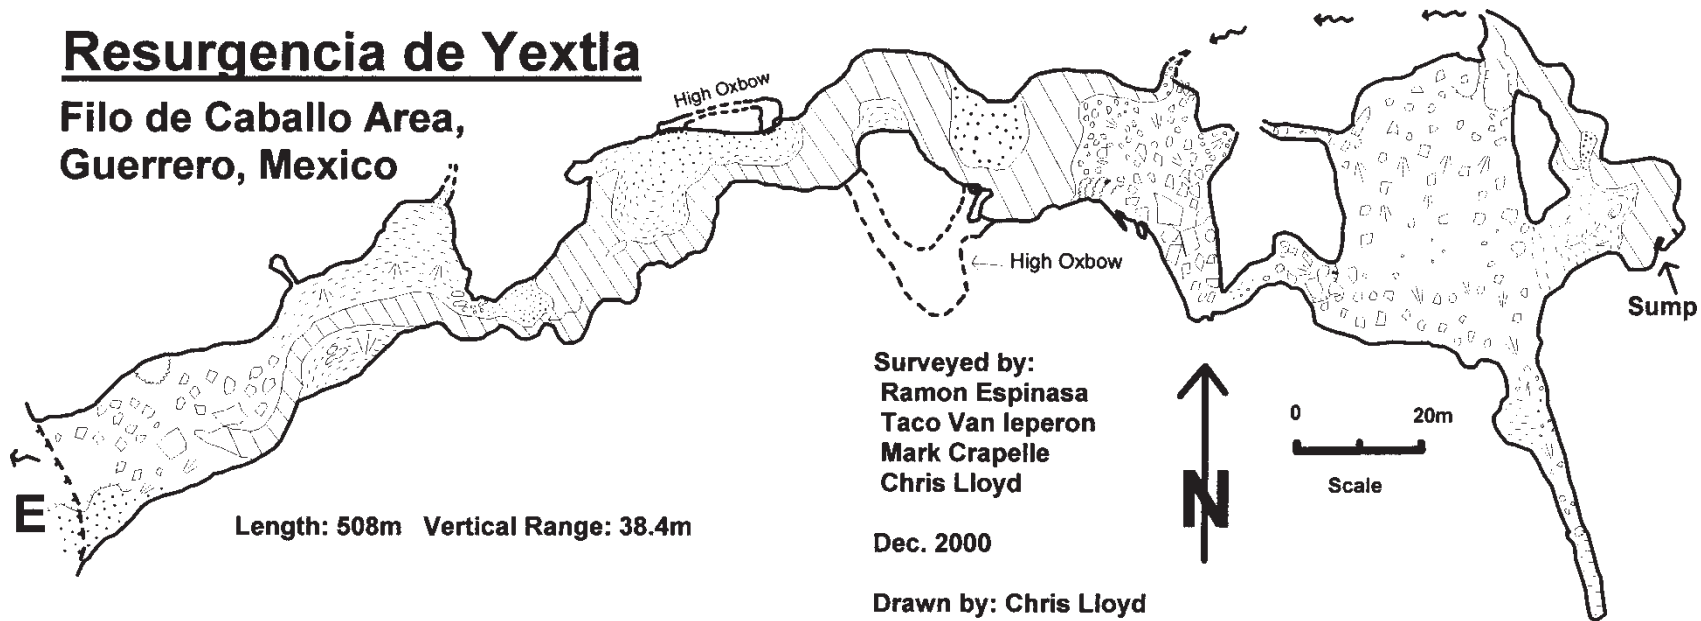 Resurgencia de Yextla
Filo de Caballo Area,
Guerrero, Mexico
High Oxbow
High Oxbow
Sump
Surveyed by:
Ramon Espinasa
Taco Van Ieperon
Mark Crapelle
Chris Lloyd
Dec. 2000
Drawn by: Chris Lloyd
N
0 20m
Scale
E
Length: 508m Vertical Range: 38.4m